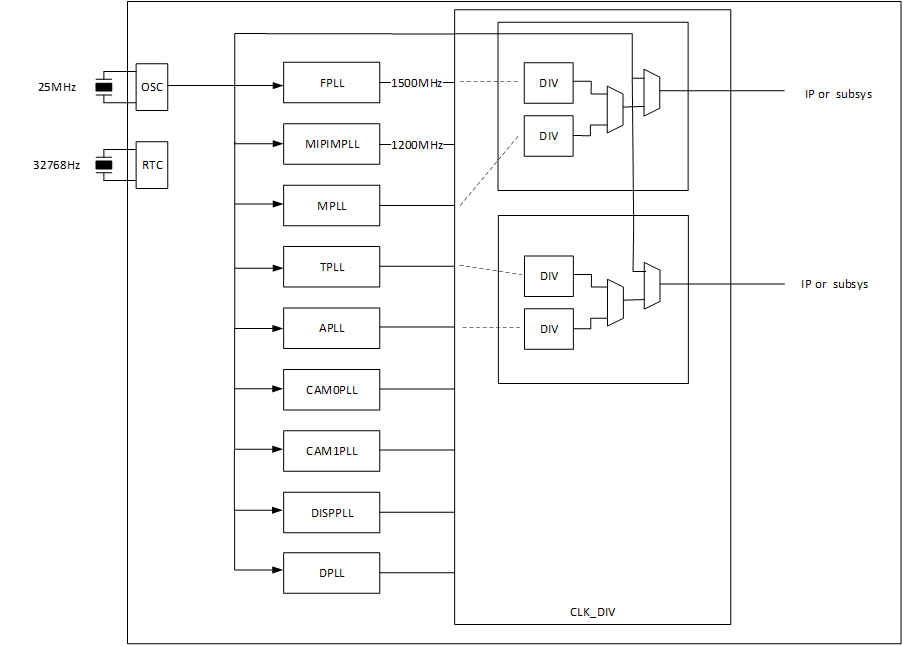 25MHz
OSC
32768Hz
RTC
FPLL
1500MHz
MIPIMPLL
1200MHz
MPLL
TPLL
APLL
CAM0PLL
CAM1PLL
DISPPLL
DPLL
DIV
DIV
IP or subsys
DIV
DIV
IP or subsys
CLK_DIV